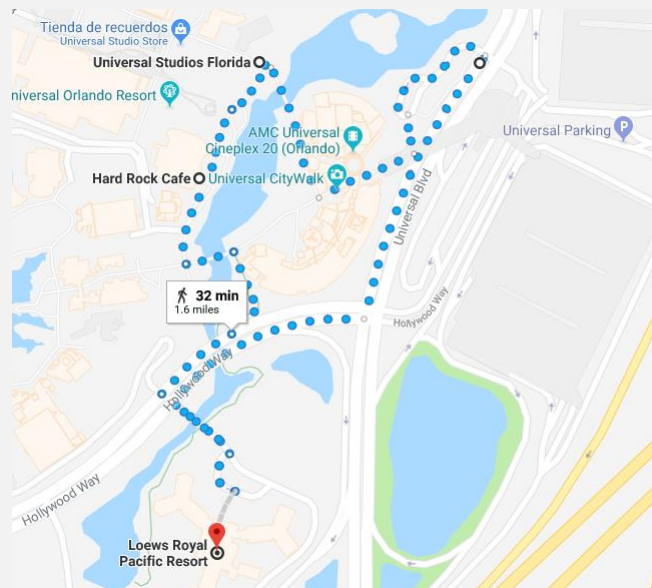 Tienda de recuerdos
Universal Studio Store
Universal Studios Florida
niversal Orlando Resort
AMC Universal
Cineplex 20 (Orlando)
Universal Parking
P
Hard Rock Cafe
Universal CityWalk
Universal Blvd
32 min
1.6 miles
Hollywood Way
Hollywood Way
Hollywood Way
Loews Royal
Pacific Resort